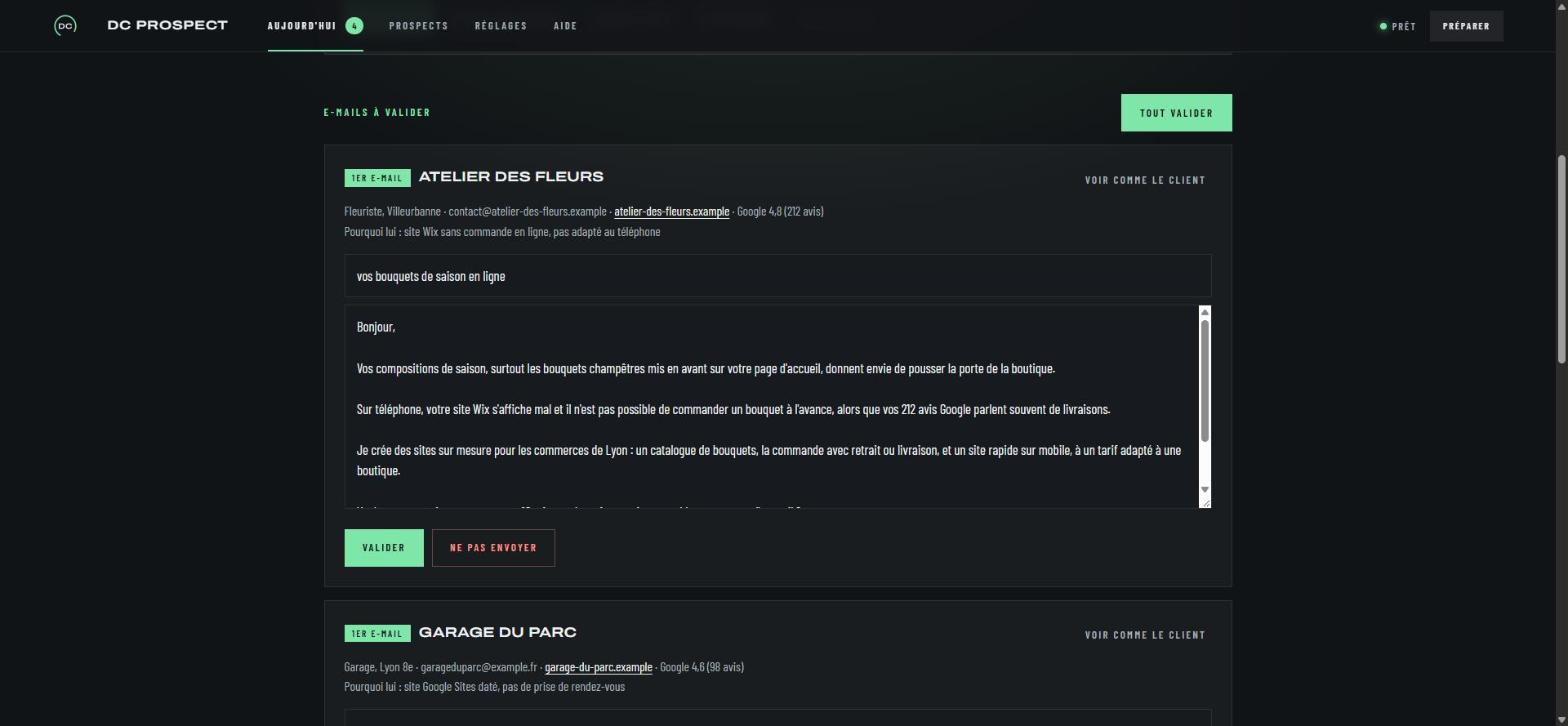 DC
DC PROSPECT
AUJOURD'HUI 4
PROSPECTS
RÉGLAGES
AIDE
PRÊT
PRÉPARER
E-MAILS À VALIDER
TOUT VALIDER
1ER E-MAIL ATELIER DES FLEURS
VOIR COMME LE CLIENT
Fleuriste, Villeurbanne · contact@atelier-des-fleurs.example · atelier-des-fleurs.example · Google 4,8 (212 avis)
Pourquoi lui : site Wix sans commande en ligne, pas adapté au téléphone
vos bouquets de saison en ligne
Bonjour,
Vos compositions de saison, surtout les bouquets champêtres mis en avant sur votre page d'accueil, donnent envie de pousser la porte de la boutique.
Sur téléphone, votre site Wix s'affiche mal et il n'est pas possible de commander un bouquet à l'avance, alors que vos 212 avis Google parlent souvent de livraisons.
Je crée des sites sur mesure pour les commerces de Lyon : un catalogue de bouquets, la commande avec retrait ou livraison, et un site rapide sur mobile, à un tarif adapté à une
boutique.
VALIDER
NE PAS ENVOYER
1ER E-MAIL GARAGE DU PARC
VOIR COMME LE CLIENT
Garage, Lyon 8e · garageduparc@example.fr · garage-du-parc.example · Google 4,6 (98 avis)
Pourquoi lui : site Google Sites daté, pas de prise de rendez-vous